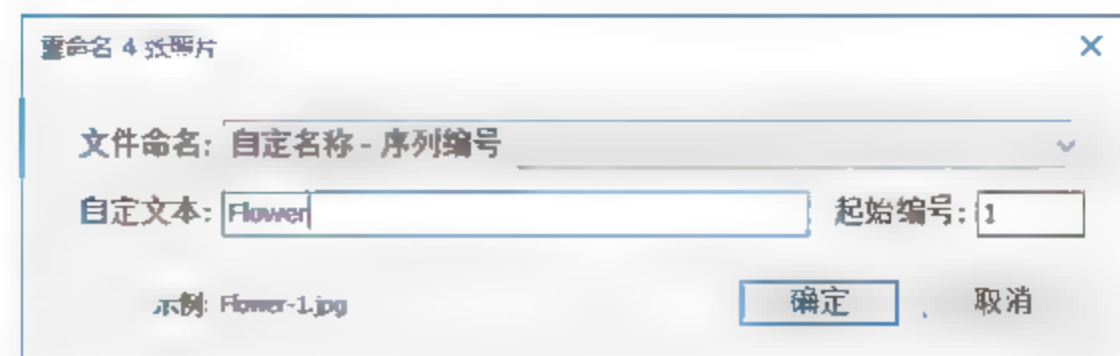 重命名 4 张照片
文件命名: 自定名称 - 序列编号
自定文本: Flower 起始编号: 1
示例: Flower-1.jpg 确定 取消